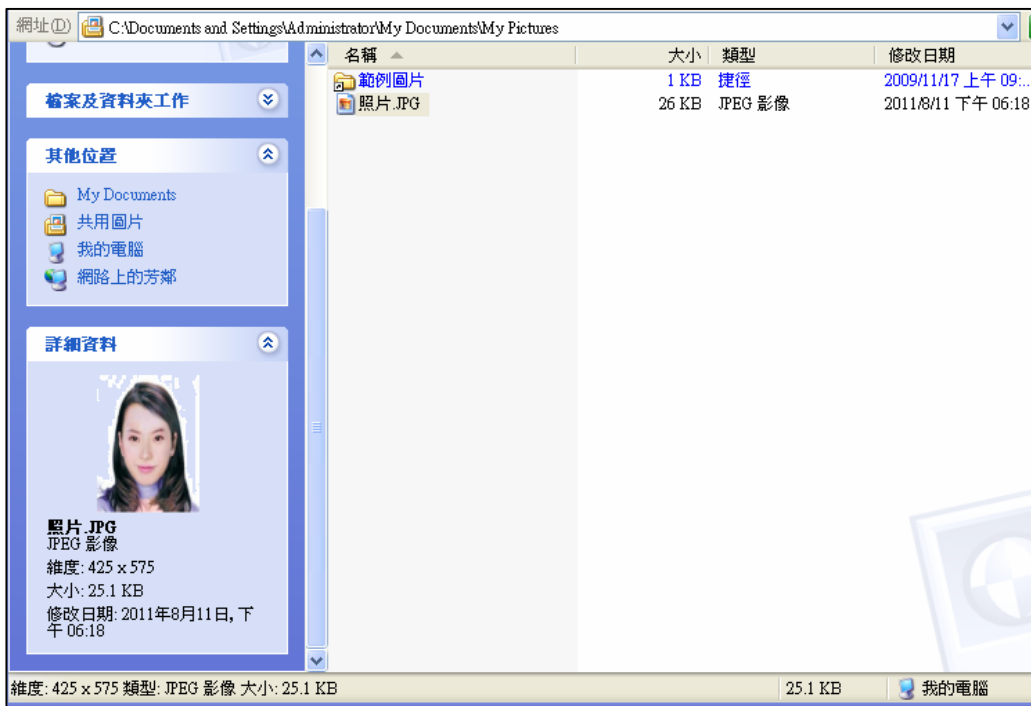 網址(D) C:\Documents and Settings\Administrator\My Documents\My Pictures
檔案及資料夾工作
其他位置
My Documents
共用圖片
我的電腦
網路上的芳鄰
詳細資料
照片.JPG
JPEG 影像
維度: 425 x 575
大小: 25.1 KB
修改日期: 2011年8月11日, 下
午 06:18
名稱 大小 類型 修改日期
範例圖片 1 KB 捷徑 2009/11/17 上午 09:...
照片.JPG 26 KB JPEG 影像 2011/8/11 下午 06:18
維度: 425 x 575 類型: JPEG 影像 大小: 25.1 KB 25.1 KB 我的電腦